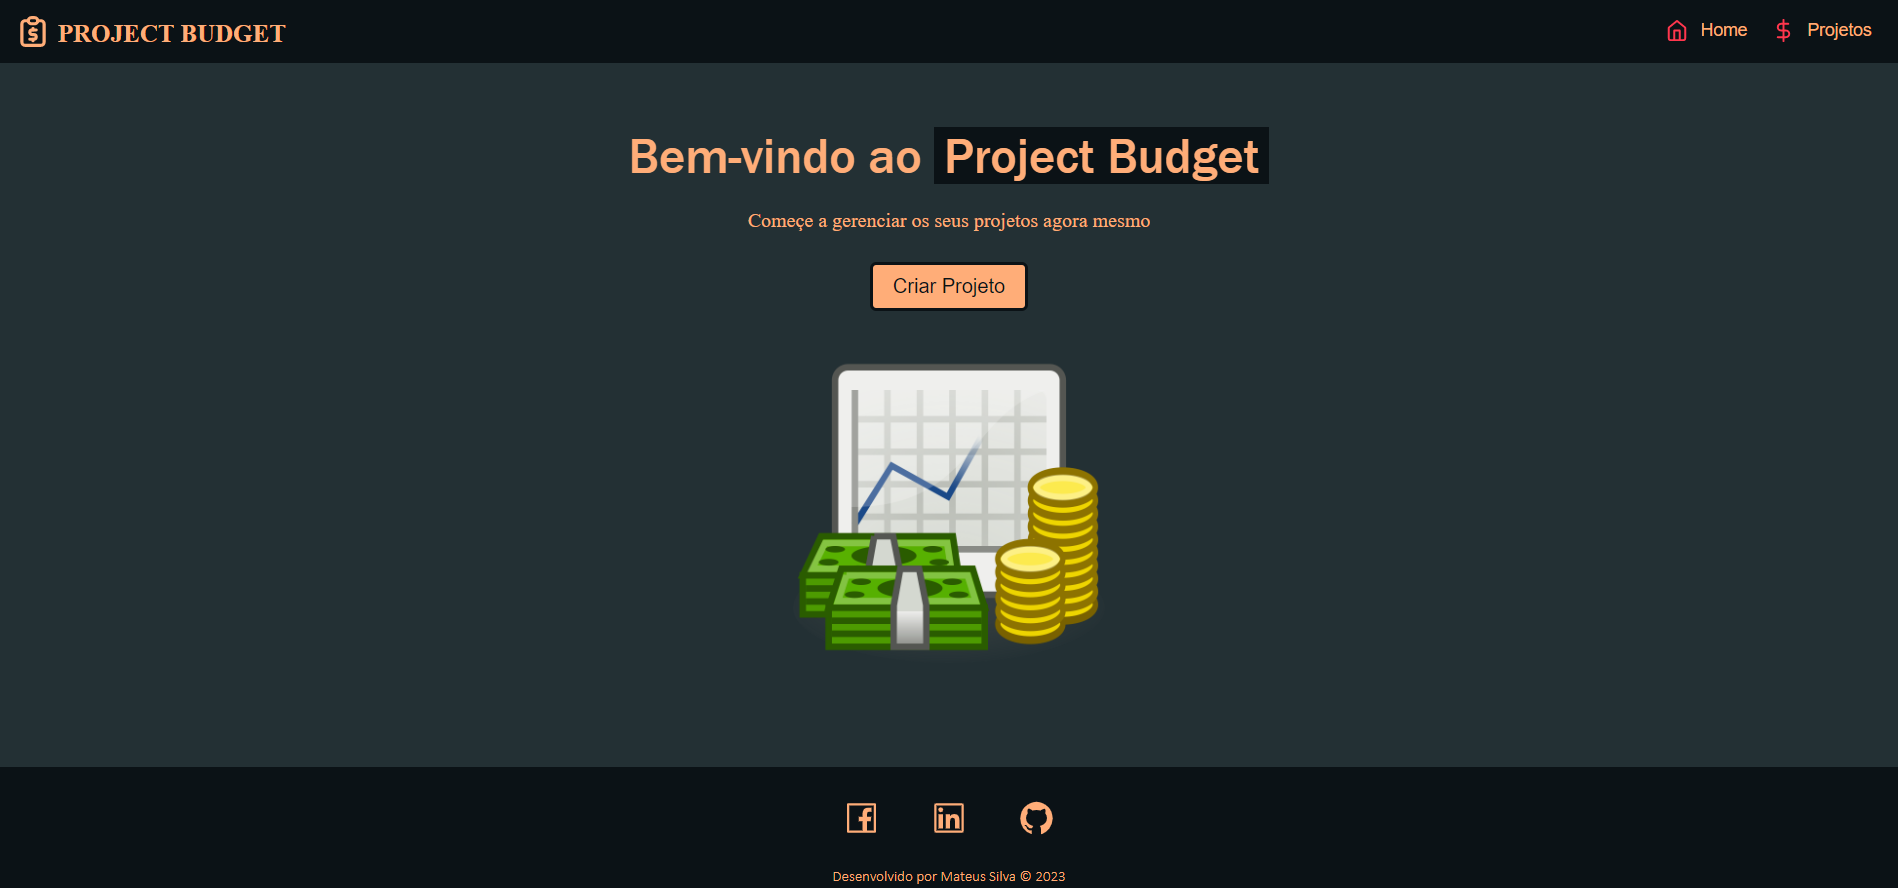 PROJECT BUDGET
Home
Projetos
Bem-vindo ao Project Budget
Começe a gerenciar os seus projetos agora mesmo
Criar Projeto
Desenvolvido por Mateus Silva © 2023